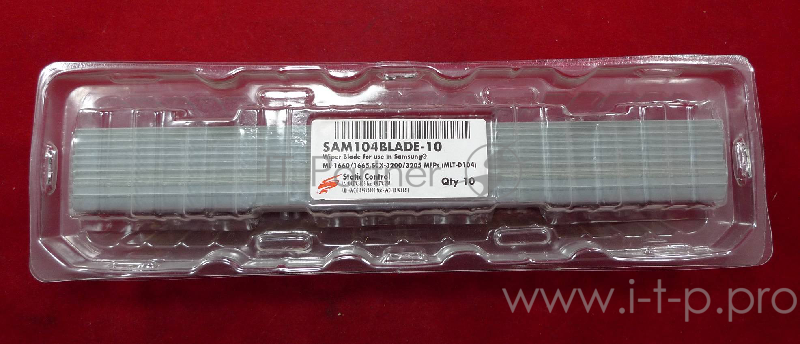 SAM104BLADE-10
Wiper Blade for use in Samsung®
ML-1660/1665,SCX-3200/3205 MFPs (MLT-D104)
Static Control
Qty 10
www.i-t-p.pro